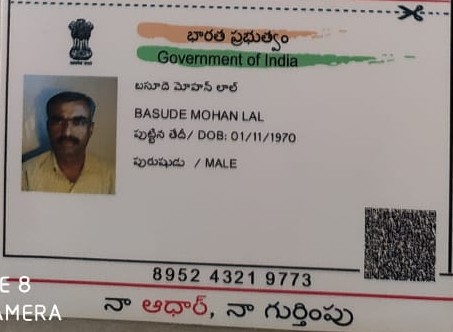 భారత ప్రభుత్వం
Government of India
బసూదె మోహన్ లాల్
BASUDE MOHAN LAL
పుట్టిన తేదీ/ DOB: 01/11/1970
పురుషుడు / MALE
8952 4321 9773
నా ఆధార్, నా గుర్తింపు
E 8
AMERA